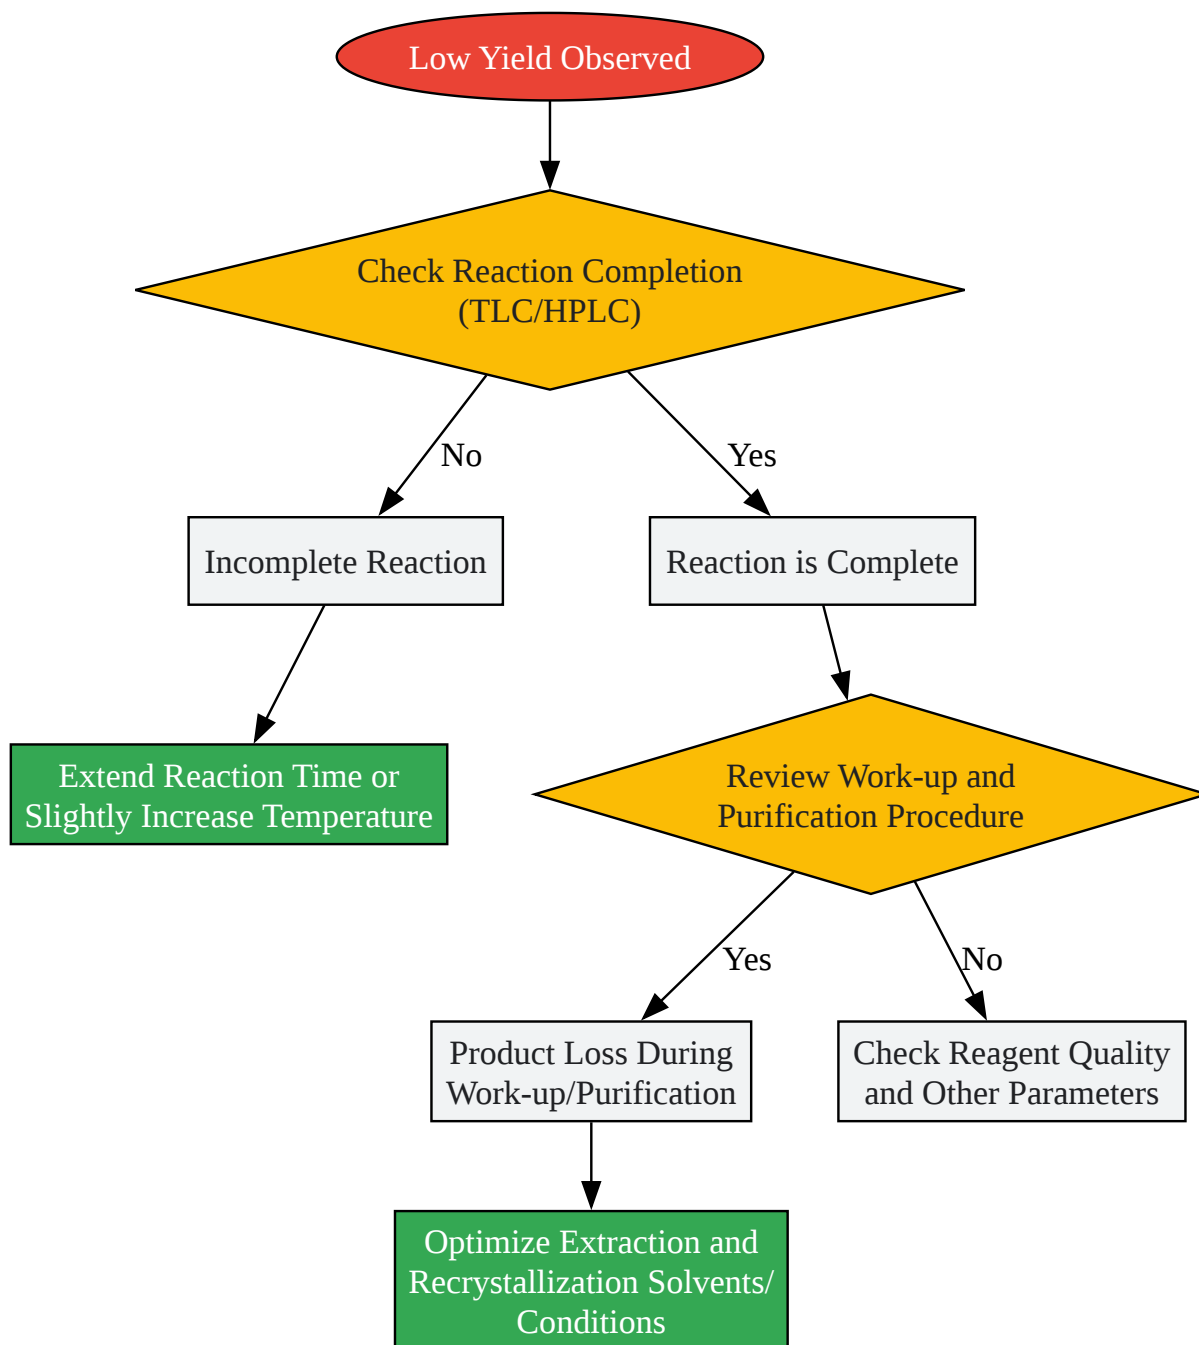 Low Yield Observed
Check Reaction Completion
(TLC/HPLC)
No
Yes
Incomplete Reaction
Reaction is Complete
Extend Reaction Time or
Slightly Increase Temperature
Review Work-up and
Purification Procedure
Yes
No
Product Loss During
Work-up/Purification
Check Reagent Quality
and Other Parameters
Optimize Extraction and
Recrystallization Solvents/
Conditions